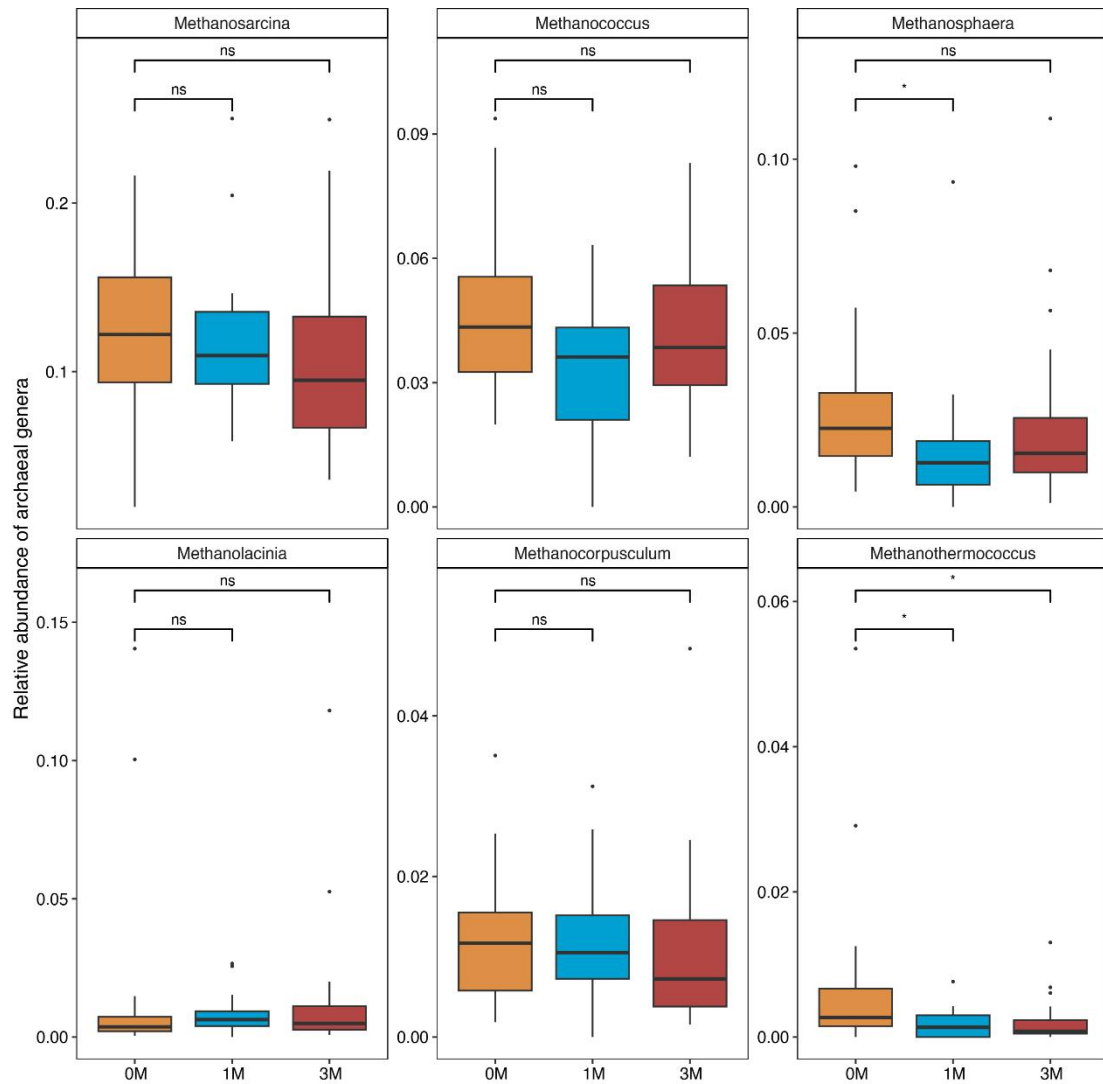 Relative abundance of archaeal genera
Methanosarcina
ns
ns
0.2
0.1
Methanococcus
ns
ns
0.09
0.06
0.03
0.00
Methanosphaera
ns
*
0.10
0.05
0.00
Methanolacinia
ns
ns
0.15
0.10
0.05
0.00
0M 1M 3M
Methanocorpusculum
ns
ns
0.04
0.02
0.00
0M 1M 3M
Methanothermococcus
*
*
0.06
0.04
0.02
0.00
0M 1M 3M